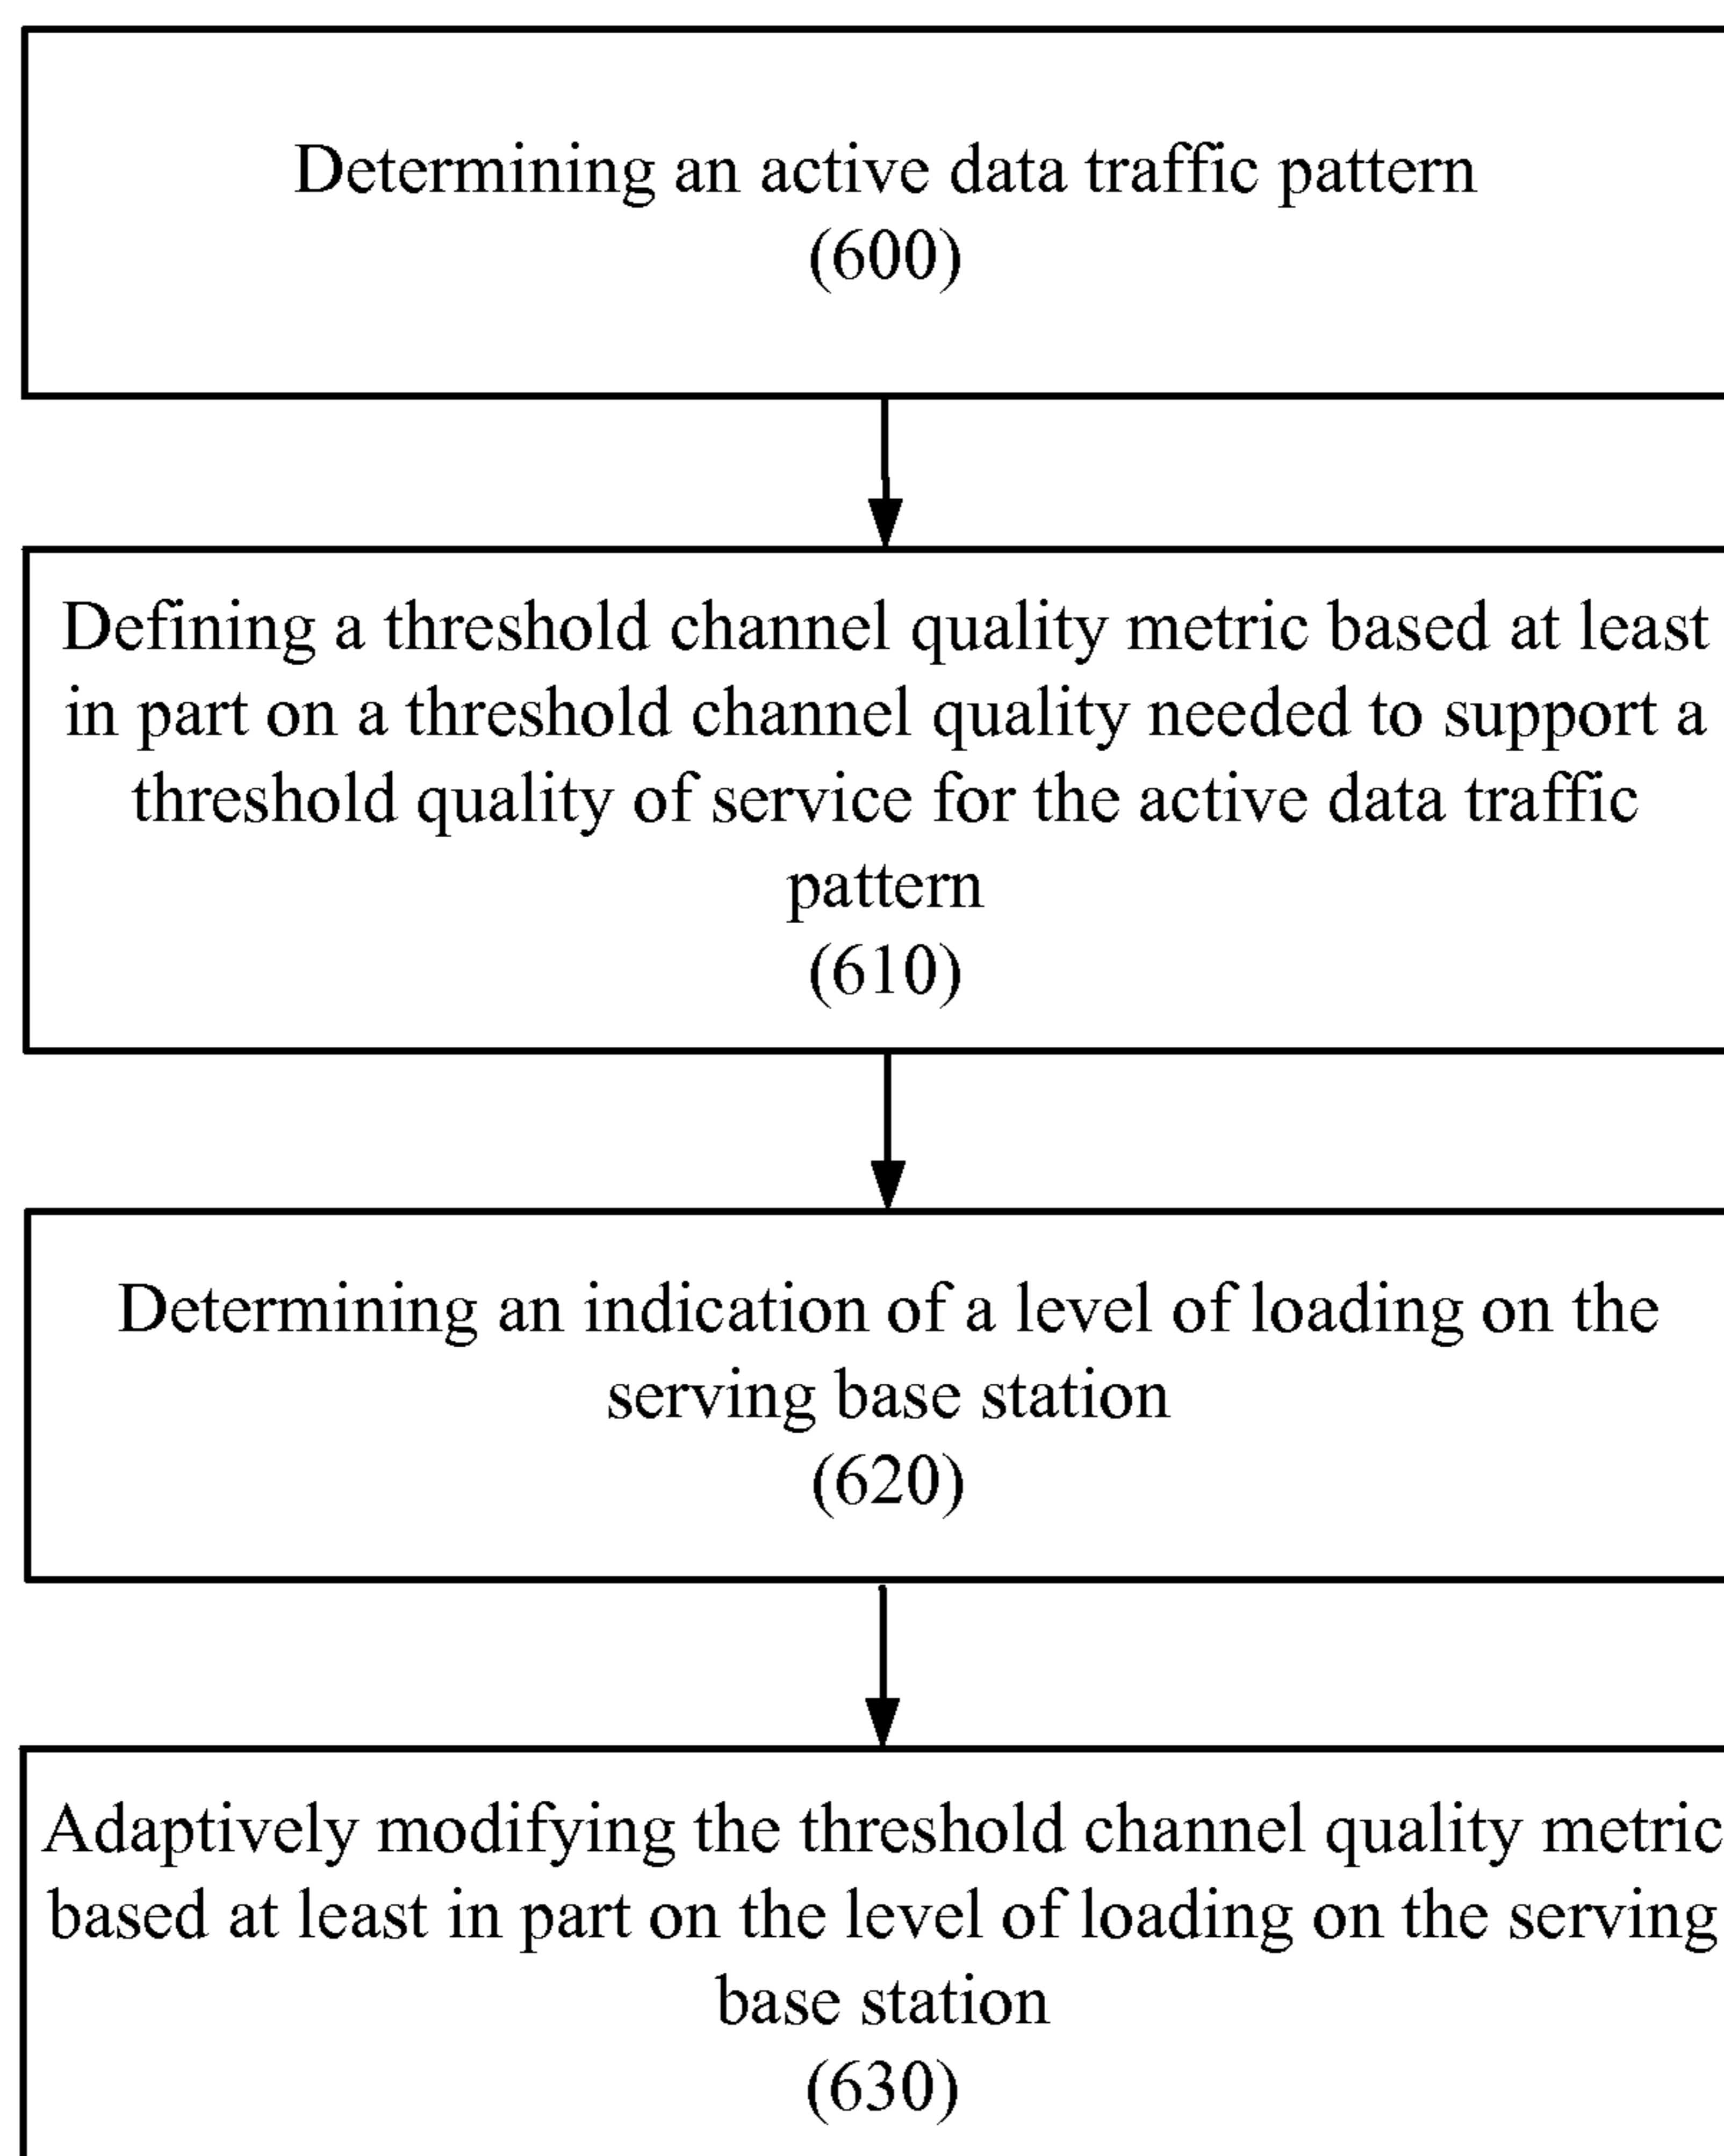 Determining an active data traffic pattern
(600)
Defining a threshold channel quality metric based at least
in part on a threshold channel quality needed to support a
threshold quality of service for the active data traffic
pattern
(610)
Determining an indication of a level of loading on the
serving base station
(620)
Adaptively modifying the threshold channel quality metric
based at least in part on the level of loading on the serving
base station
(630)